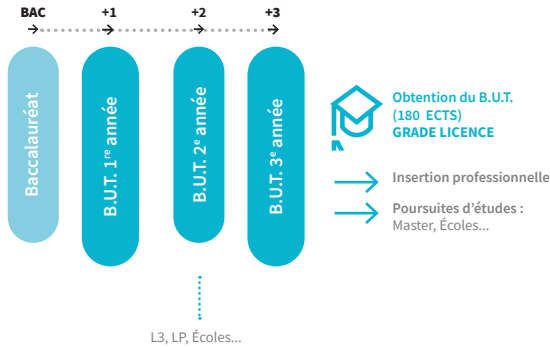 BAC +1 +2 +3
Baccalauréat
B.U.T. 1re année
B.U.T. 2e année
B.U.T. 3e année
Obtention du B.U.T.
(180 ECTS)
GRADE LICENCE
Insertion professionnelle
Poursuites d'études :
Master, Écoles...
L3, LP, Écoles...